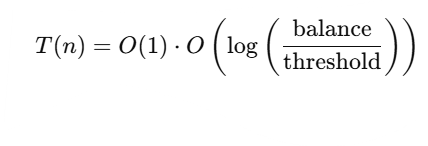 T(n) = O(1) · O(log(balance/threshold))